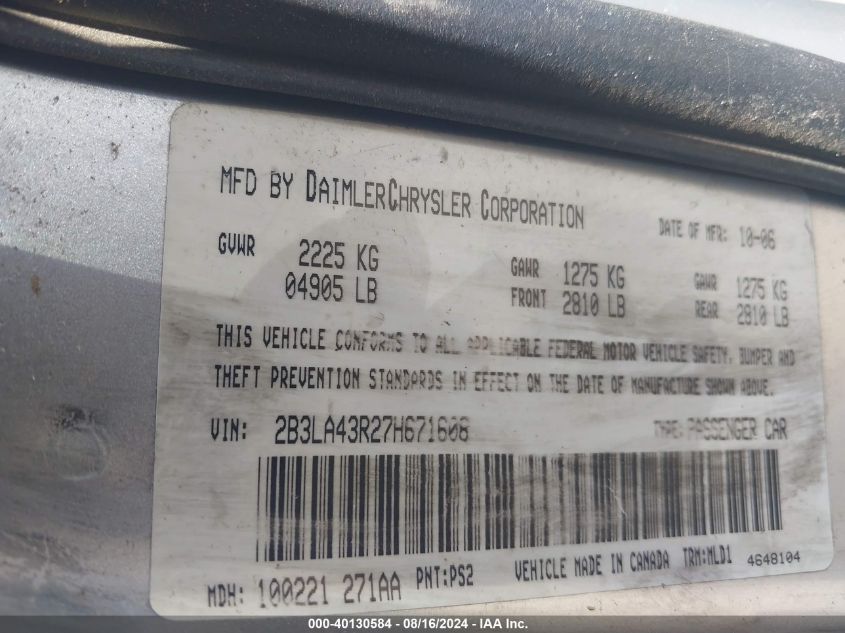 MFD BY DAIMLERCHRYSLER CORPORATION DATE OF MFR: 10-06
GVWR 2225 KG GAWR 1275 KG GAWR 1275 KG
04905 LB FRONT 2810 LB REAR 2810 LB
THIS VEHICLE CONFORMS TO ALL APPLICABLE FEDERAL MOTOR VEHICLE SAFETY, BUMPER AND
THEFT PREVENTION STANDARDS IN EFFECT ON THE DATE OF MANUFACTURE SHOWN ABOVE.
VIN: 2B3LA43R27H671608 TYPE: PASSENGER CAR
MDH: 100221 271AA PNT:PS2 VEHICLE MADE IN CANADA TRM:MLD1 4648104
000-40130584 - 08/16/2024 - IAA Inc.